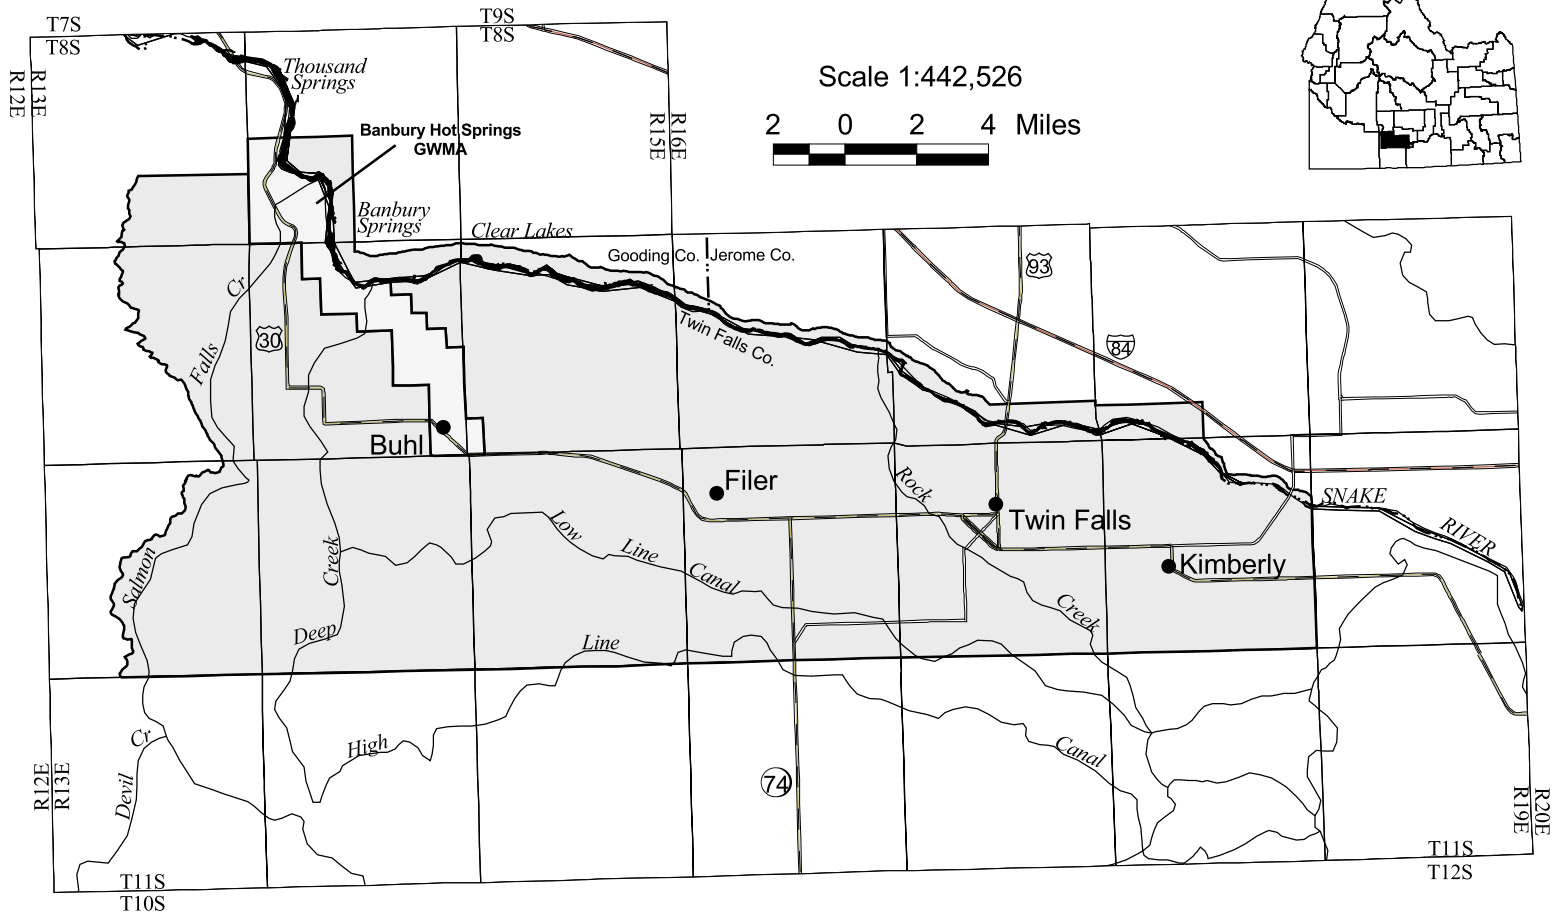 T7S
T8S
T9S
T8S
R12E
R13E
Thousand
Springs
Scale 1:442,526
2 0 2 4 Miles
Banbury Hot Springs
GWMA
R15E
R16E
Banbury
Springs
Clear Lakes
Gooding Co.
Jerome Co.
93
Falls Cr
30
Twin Falls Co.
84
Buhl
Filer
Rock
SNAKE
RIVER
Twin Falls
Low
Line
Canal
Kimberly
Salmon
Creek
Deep
Creek
Line
High
Canal
Cr
Devil
74
R12E
R13E
R19E
R20E
T11S
T12S
T11S
T10S